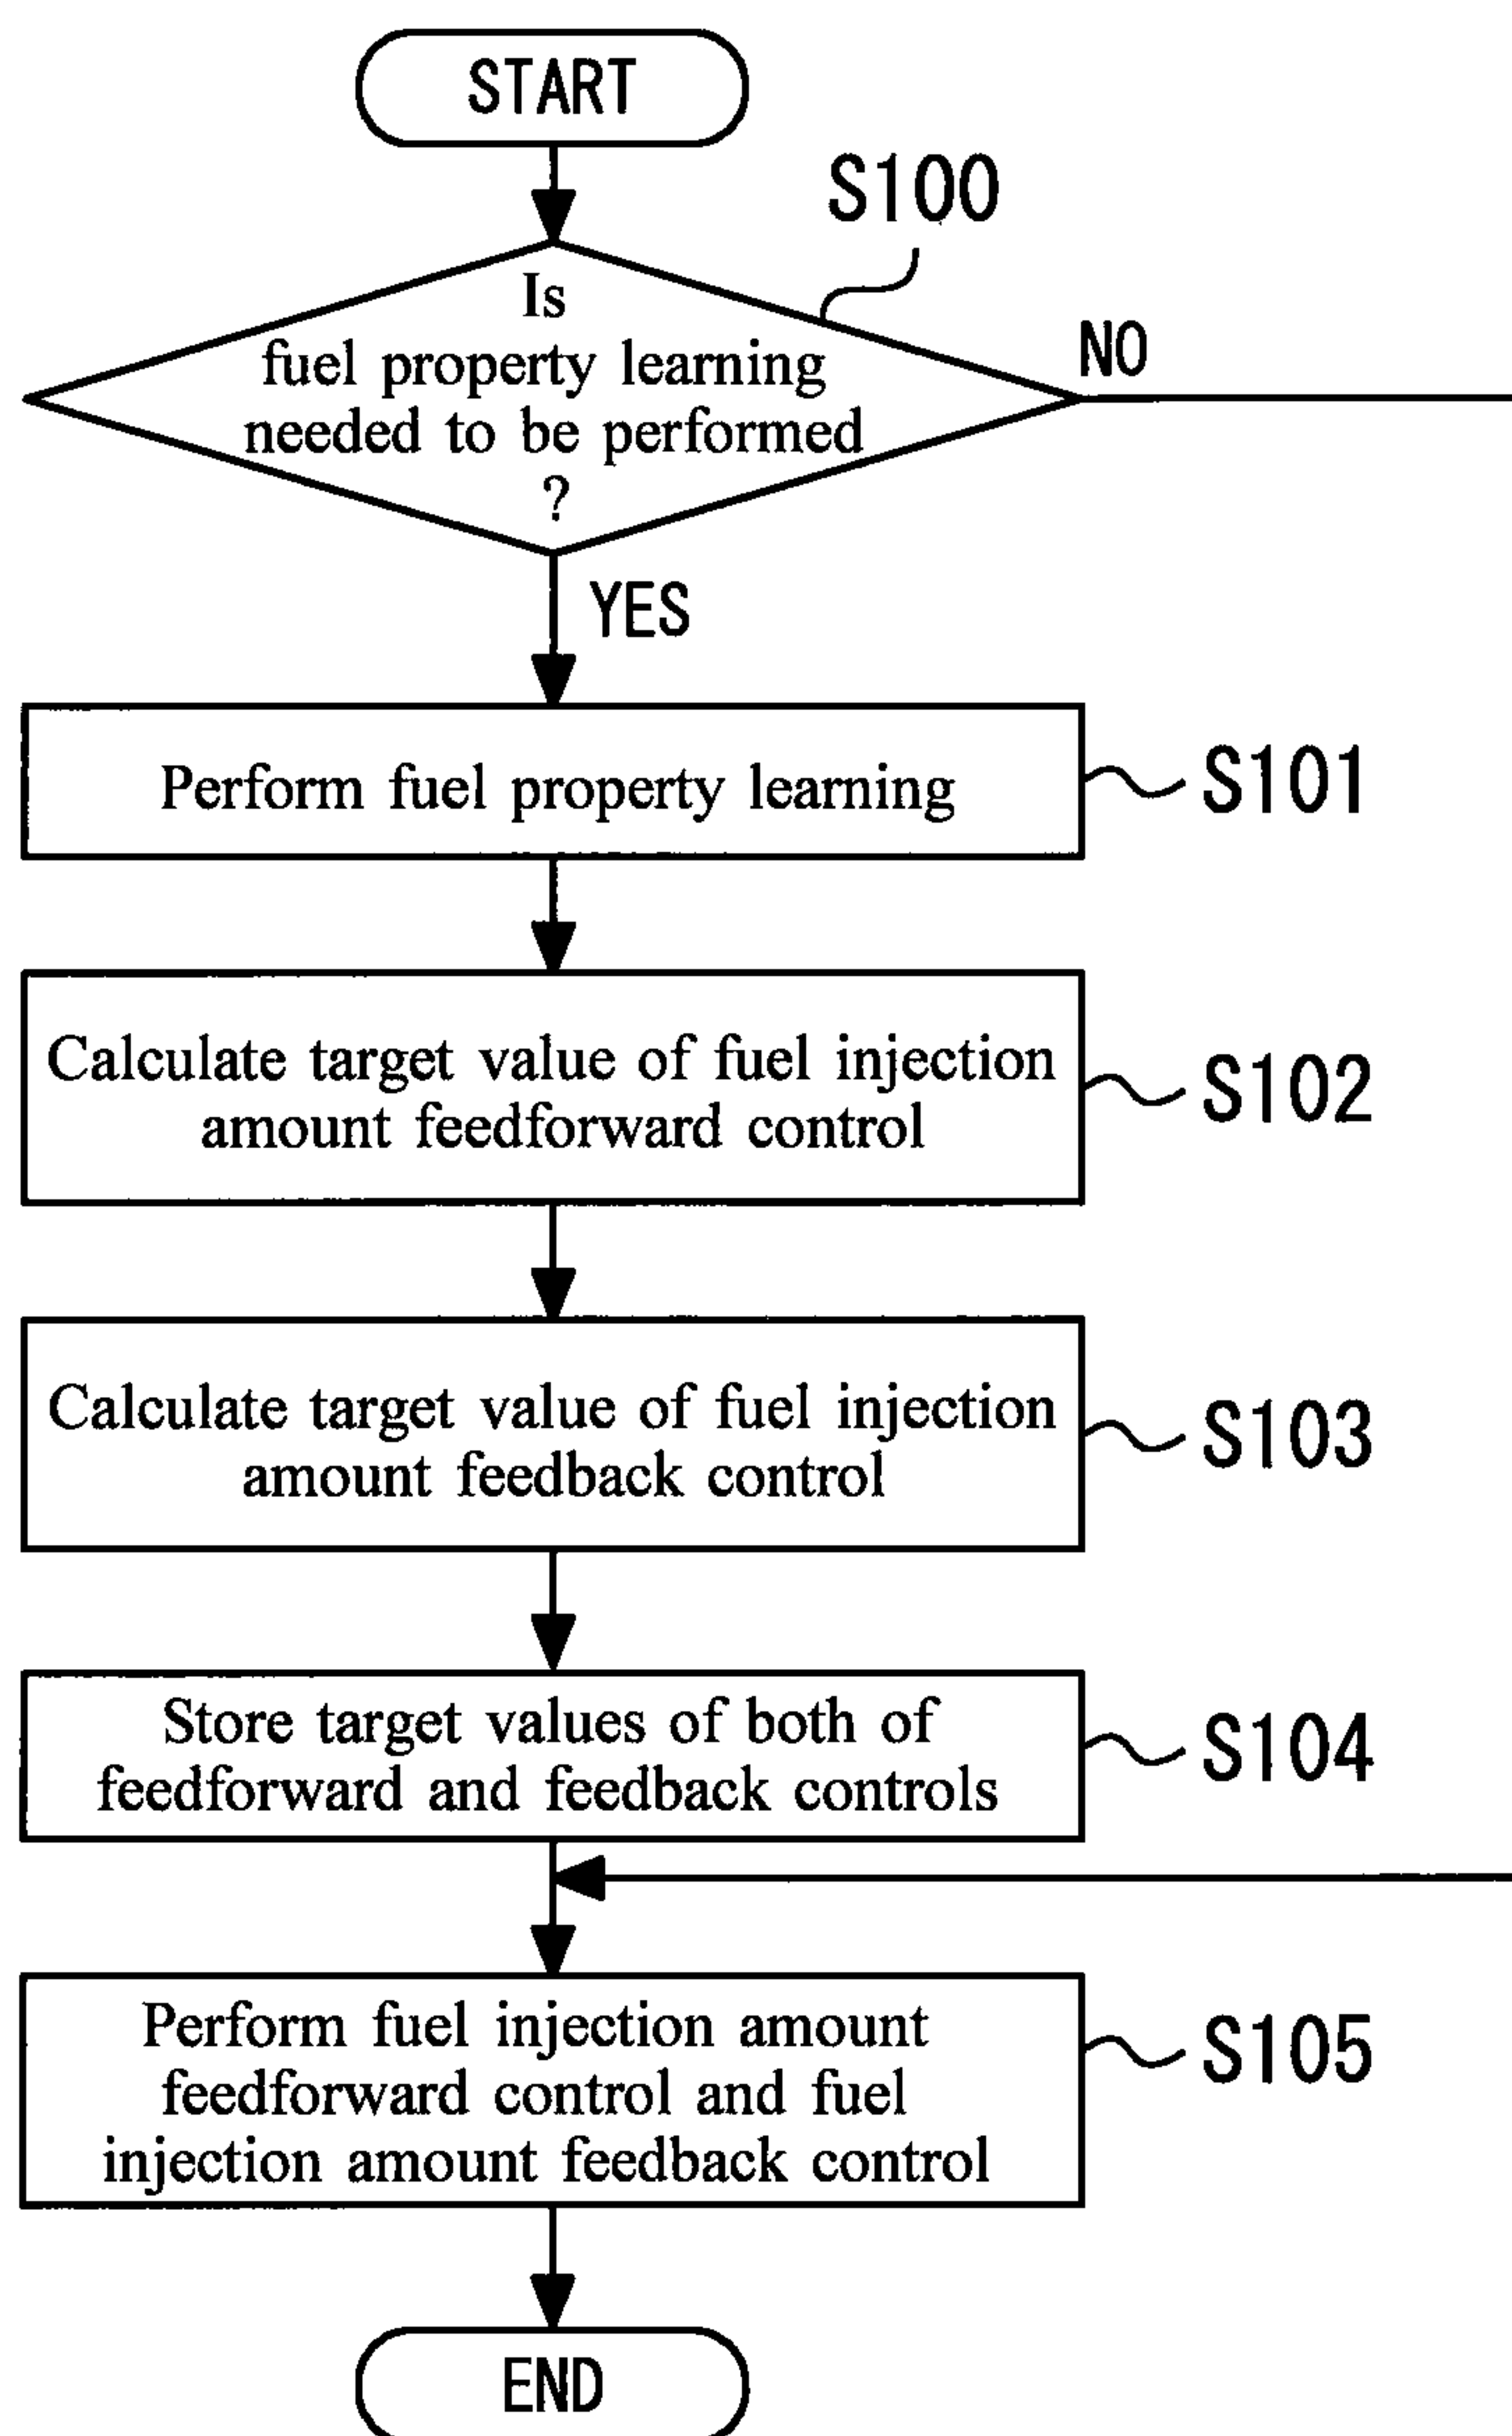 START
S100
Is
fuel property learning
needed to be performed
?
NO
YES
Perform fuel property learning
S101
Calculate target value of fuel injection
amount feedforward control
S102
Calculate target value of fuel injection
amount feedback control
S103
Store target values of both of
feedforward and feedback controls
S104
Perform fuel injection amount
feedforward control and fuel
injection amount feedback control
S105
END